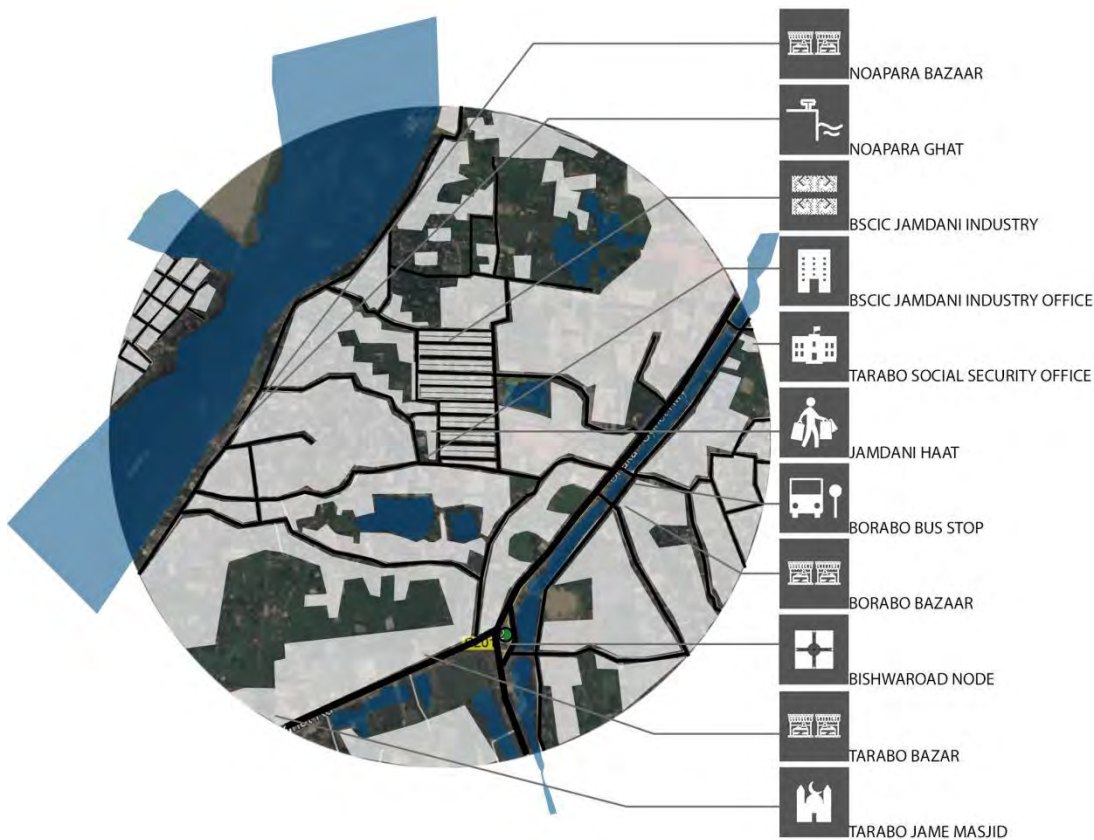 NOAPARA BAZAAR
NOAPARA GHAT
BSCIC JAMDANI INDUSTRY
BSCIC JAMDANI INDUSTRY OFFICE
TARABO SOCIAL SECURITY OFFICE
JAMDANI HAAT
BORABO BUS STOP
BORABO BAZAAR
BISHWAROAD NODE
TARABO BAZAR
TARABO JAME MASJID